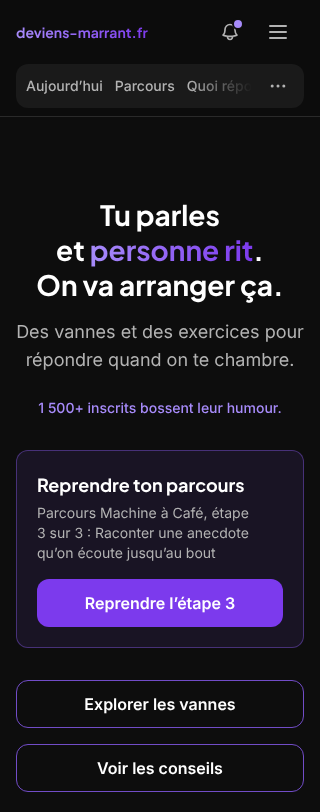 deviens-marrant.fr
Aujourd’hui Parcours Quoi répo
Tu parles
et personne rit.
On va arranger ça.
Des vannes et des exercices pour
répondre quand on te chambre.
1 500+ inscrits bossent leur humour.
Reprendre ton parcours
Parcours Machine à Café, étape
3 sur 3 : Raconter une anecdote
qu’on écoute jusqu’au bout
Reprendre l’étape 3
Explorer les vannes
Voir les conseils